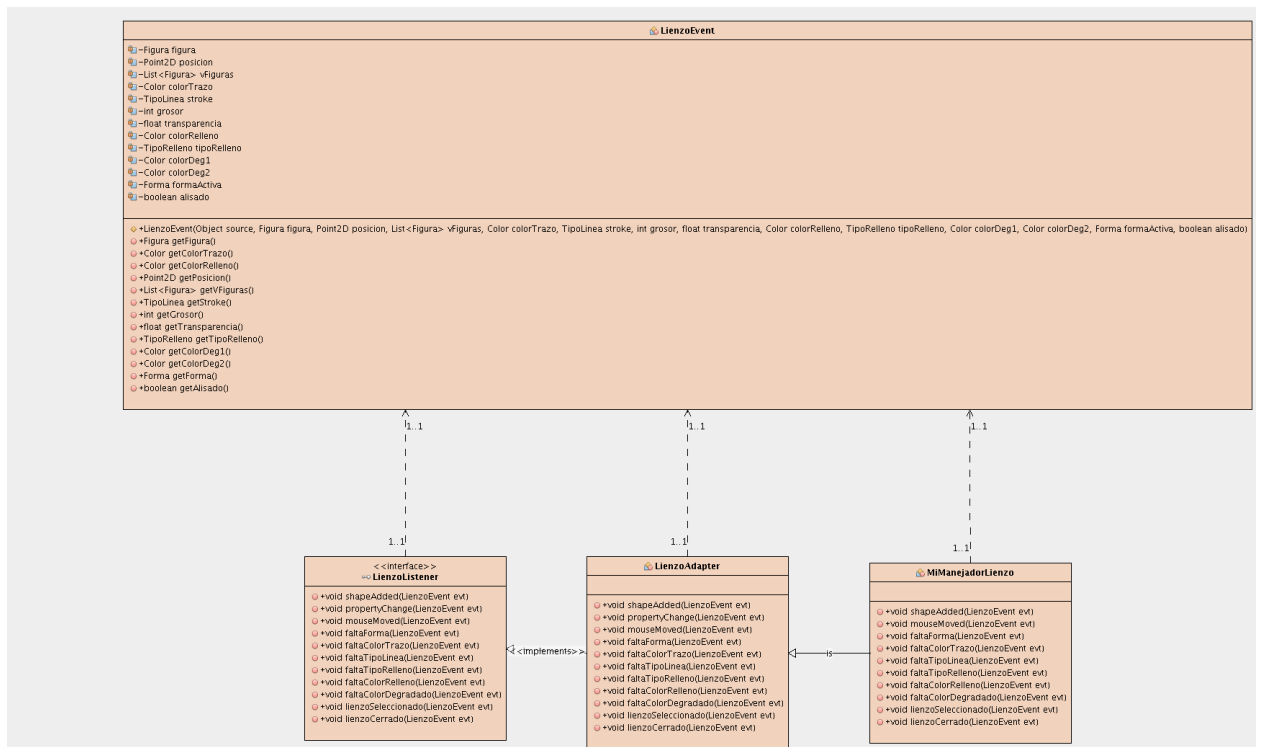 LienzoEvent
-Figura figura
-Point2D posicion
-List<Figura> vFiguras
-Color colorTrazo
-TipoLinea stroke
-int grosor
-float transparencia
-Color colorRelleno
-TipoRelleno tipoRelleno
-Color colorDeg1
-Color colorDeg2
-Forma formaActiva
-boolean alisado
+LienzoEvent(Object source, Figura figura, Point2D posicion, List<Figura> vFiguras, Color colorTrazo, TipoLinea stroke, int grosor, float transparencia, Color colorRelleno, TipoRelleno tipoRelleno, Color colorDeg1, Color colorDeg2, Forma formaActiva, boolean alisado)
+Figura getFigura()
+Color getColorTrazo()
+Color getColorRelleno()
+Point2D getPosicion()
+List<Figura> getVFiguras()
+TipoLinea getStroke()
+int getGrosor()
+float getTransparencia()
+TipoRelleno getTipoRelleno()
+Color getColorDeg1()
+Color getColorDeg2()
+Forma getForma()
+boolean getAlisado()
1..1
1..1
1..1
1..1
1..1
1..1
<<interface>>
LienzoListener
+void shapeAdded(LienzoEvent evt)
+void propertyChange(LienzoEvent evt)
+void mouseMoved(LienzoEvent evt)
+void faltaForma(LienzoEvent evt)
+void faltaColorTrazo(LienzoEvent evt)
+void faltaTipoLinea(LienzoEvent evt)
+void faltaTipoRelleno(LienzoEvent evt)
+void faltaColorRelleno(LienzoEvent evt)
+void faltaColorDegradado(LienzoEvent evt)
+void lienzoSeleccionado(LienzoEvent evt)
+void lienzoCerrado(LienzoEvent evt)
<<implements>>
LienzoAdapter
+void shapeAdded(LienzoEvent evt)
+void propertyChange(LienzoEvent evt)
+void mouseMoved(LienzoEvent evt)
+void faltaForma(LienzoEvent evt)
+void faltaColorTrazo(LienzoEvent evt)
+void faltaTipoLinea(LienzoEvent evt)
+void faltaTipoRelleno(LienzoEvent evt)
+void faltaColorRelleno(LienzoEvent evt)
+void faltaColorDegradado(LienzoEvent evt)
+void lienzoSeleccionado(LienzoEvent evt)
+void lienzoCerrado(LienzoEvent evt)
is
MiManejadorLienzo
+void shapeAdded(LienzoEvent evt)
+void mouseMoved(LienzoEvent evt)
+void faltaForma(LienzoEvent evt)
+void faltaColorTrazo(LienzoEvent evt)
+void faltaTipoLinea(LienzoEvent evt)
+void faltaTipoRelleno(LienzoEvent evt)
+void faltaColorRelleno(LienzoEvent evt)
+void faltaColorDegradado(LienzoEvent evt)
+void lienzoSeleccionado(LienzoEvent evt)
+void lienzoCerrado(LienzoEvent evt)